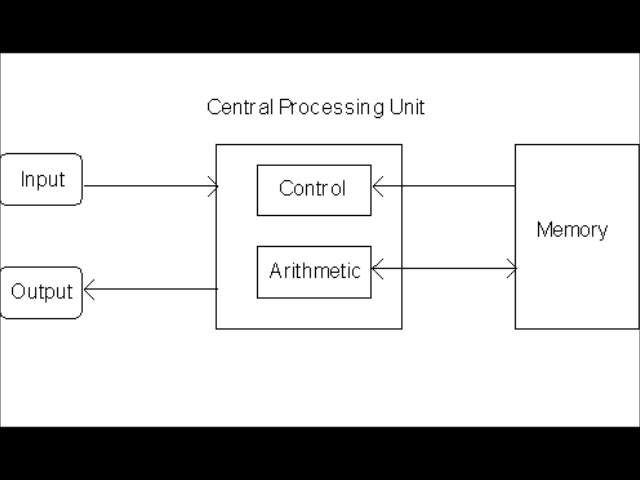 Central Processing Unit
Input
Control
Memory
Arithmetic
Output